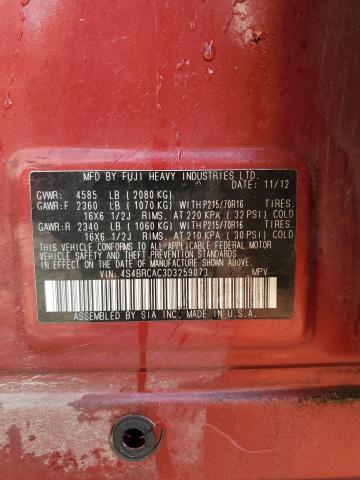 MFD BY FUJI HEAVY INDUSTRIES LTD.
DATE: 11/12
GVWR: 4585 LB (2080 KG)
GAWR:F 2360 LB (1070 KG) WITH P215/70R16 TIRES.
16X6 1/2J RIMS. AT 220 KPA (32 PSI) COLD
GAWR:R 2340 LB (1060 KG) WITH P215/70R16 TIRES.
16X6 1/2J RIMS. AT 210 KPA (30 PSI) COLD
THIS VEHICLE CONFORMS TO ALL APPLICABLE FEDERAL MOTOR
VEHICLE SAFETY STANDARDS IN EFFECT ON THE DATE OF
MANUFACTURE SHOWN ABOVE.
VIN: 4S4BRCAC3D3259073 MPV
ASSEMBLED BY SIA INC. MADE IN U.S.A.